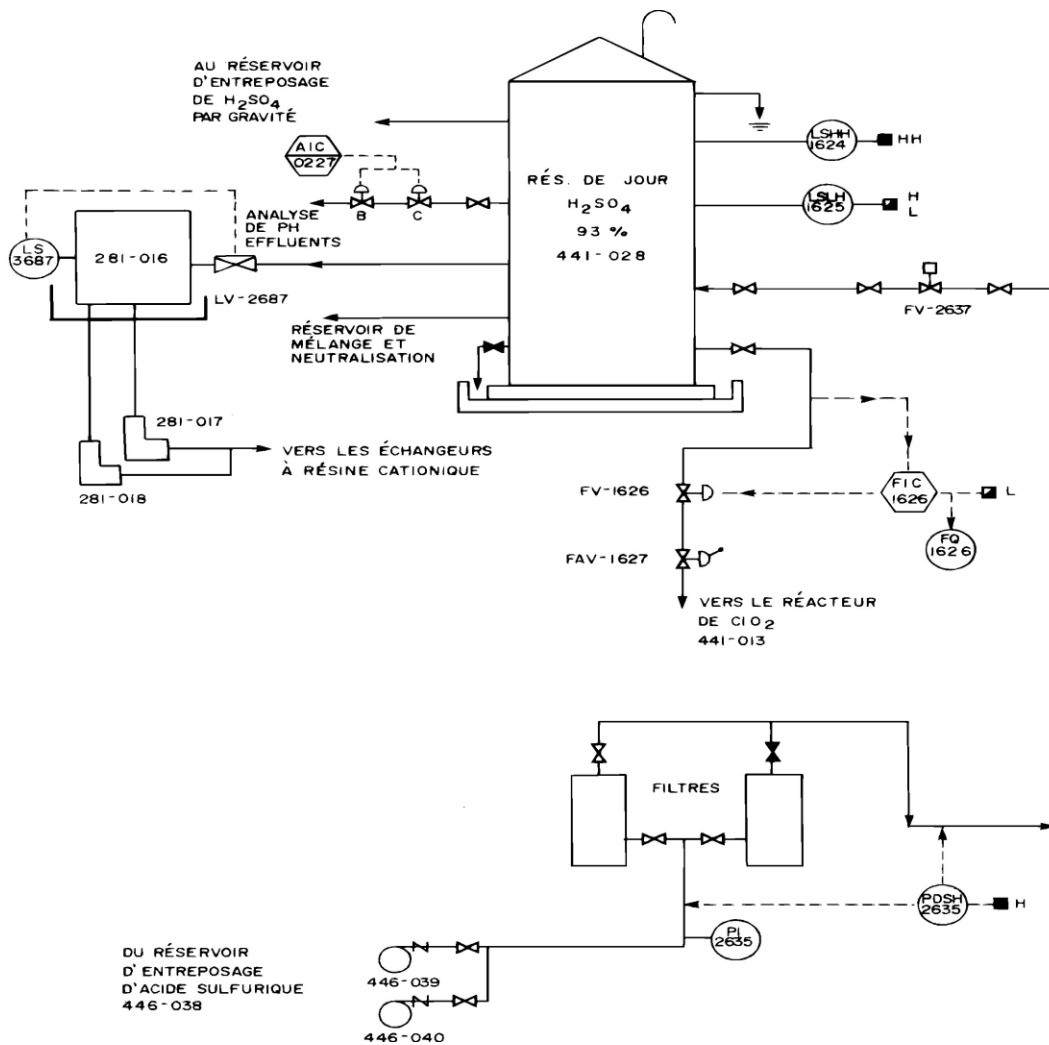 AU RÉSERVOIR
D'ENTREPOSAGE
DE H₂SO₄
PAR GRAVITÉ
AIC
0227
B
C
ANALYSE
DE PH
EFFLUENTS
LS
3687
281-016
LV-2687
RÉSERVOIR DE
MÉLANGE ET
NEUTRALISATION
RÉS. DE JOUR
H₂SO₄
93 %
441-028
LSHH
1624
HH
LSLH
1625
H
L
FV-2637
281-017
VERS LES ÉCHANGEURS
À RÉSINE CATIONIQUE
281-018
FV-1626
FIC
1626
L
FQ
1626
FAV-1627
VERS LE RÉACTEUR
DE ClO₂
441-013
FILTRES
PDSH
2635
H
PI
2635
DU RÉSERVOIR
D'ENTREPOSAGE
D'ACIDE SULFURIQUE
446-038
446-039
446-040